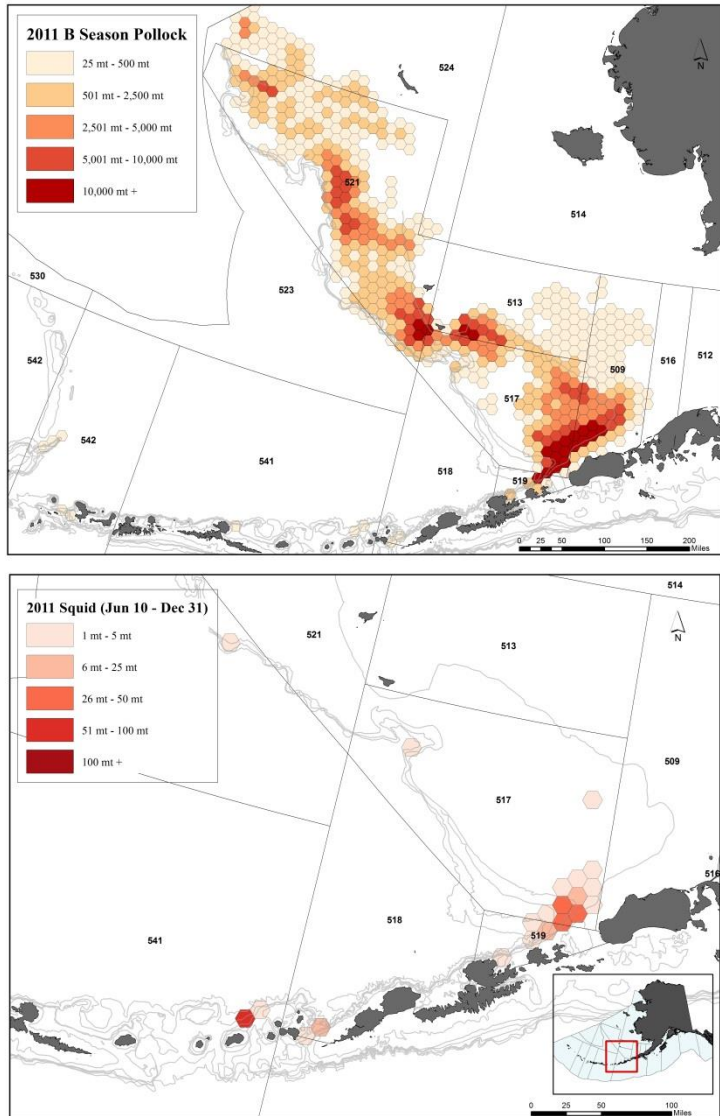 2011 B Season Pollock
25 mt - 500 mt
501 mt - 2,500 mt
2,501 mt - 5,000 mt
5,001 mt - 10,000 mt
10,000 mt +
524
N
521
514
530
523
513
542
509
516
512
542
517
541
518
519
0 25 50 100 150 200
Miles
2011 Squid (Jun 10 - Dec 31)
1 mt - 5 mt
6 mt - 25 mt
26 mt - 50 mt
51 mt - 100 mt
100 mt +
514
521
N
513
509
517
516
518
519
541
0 25 50 100
Miles